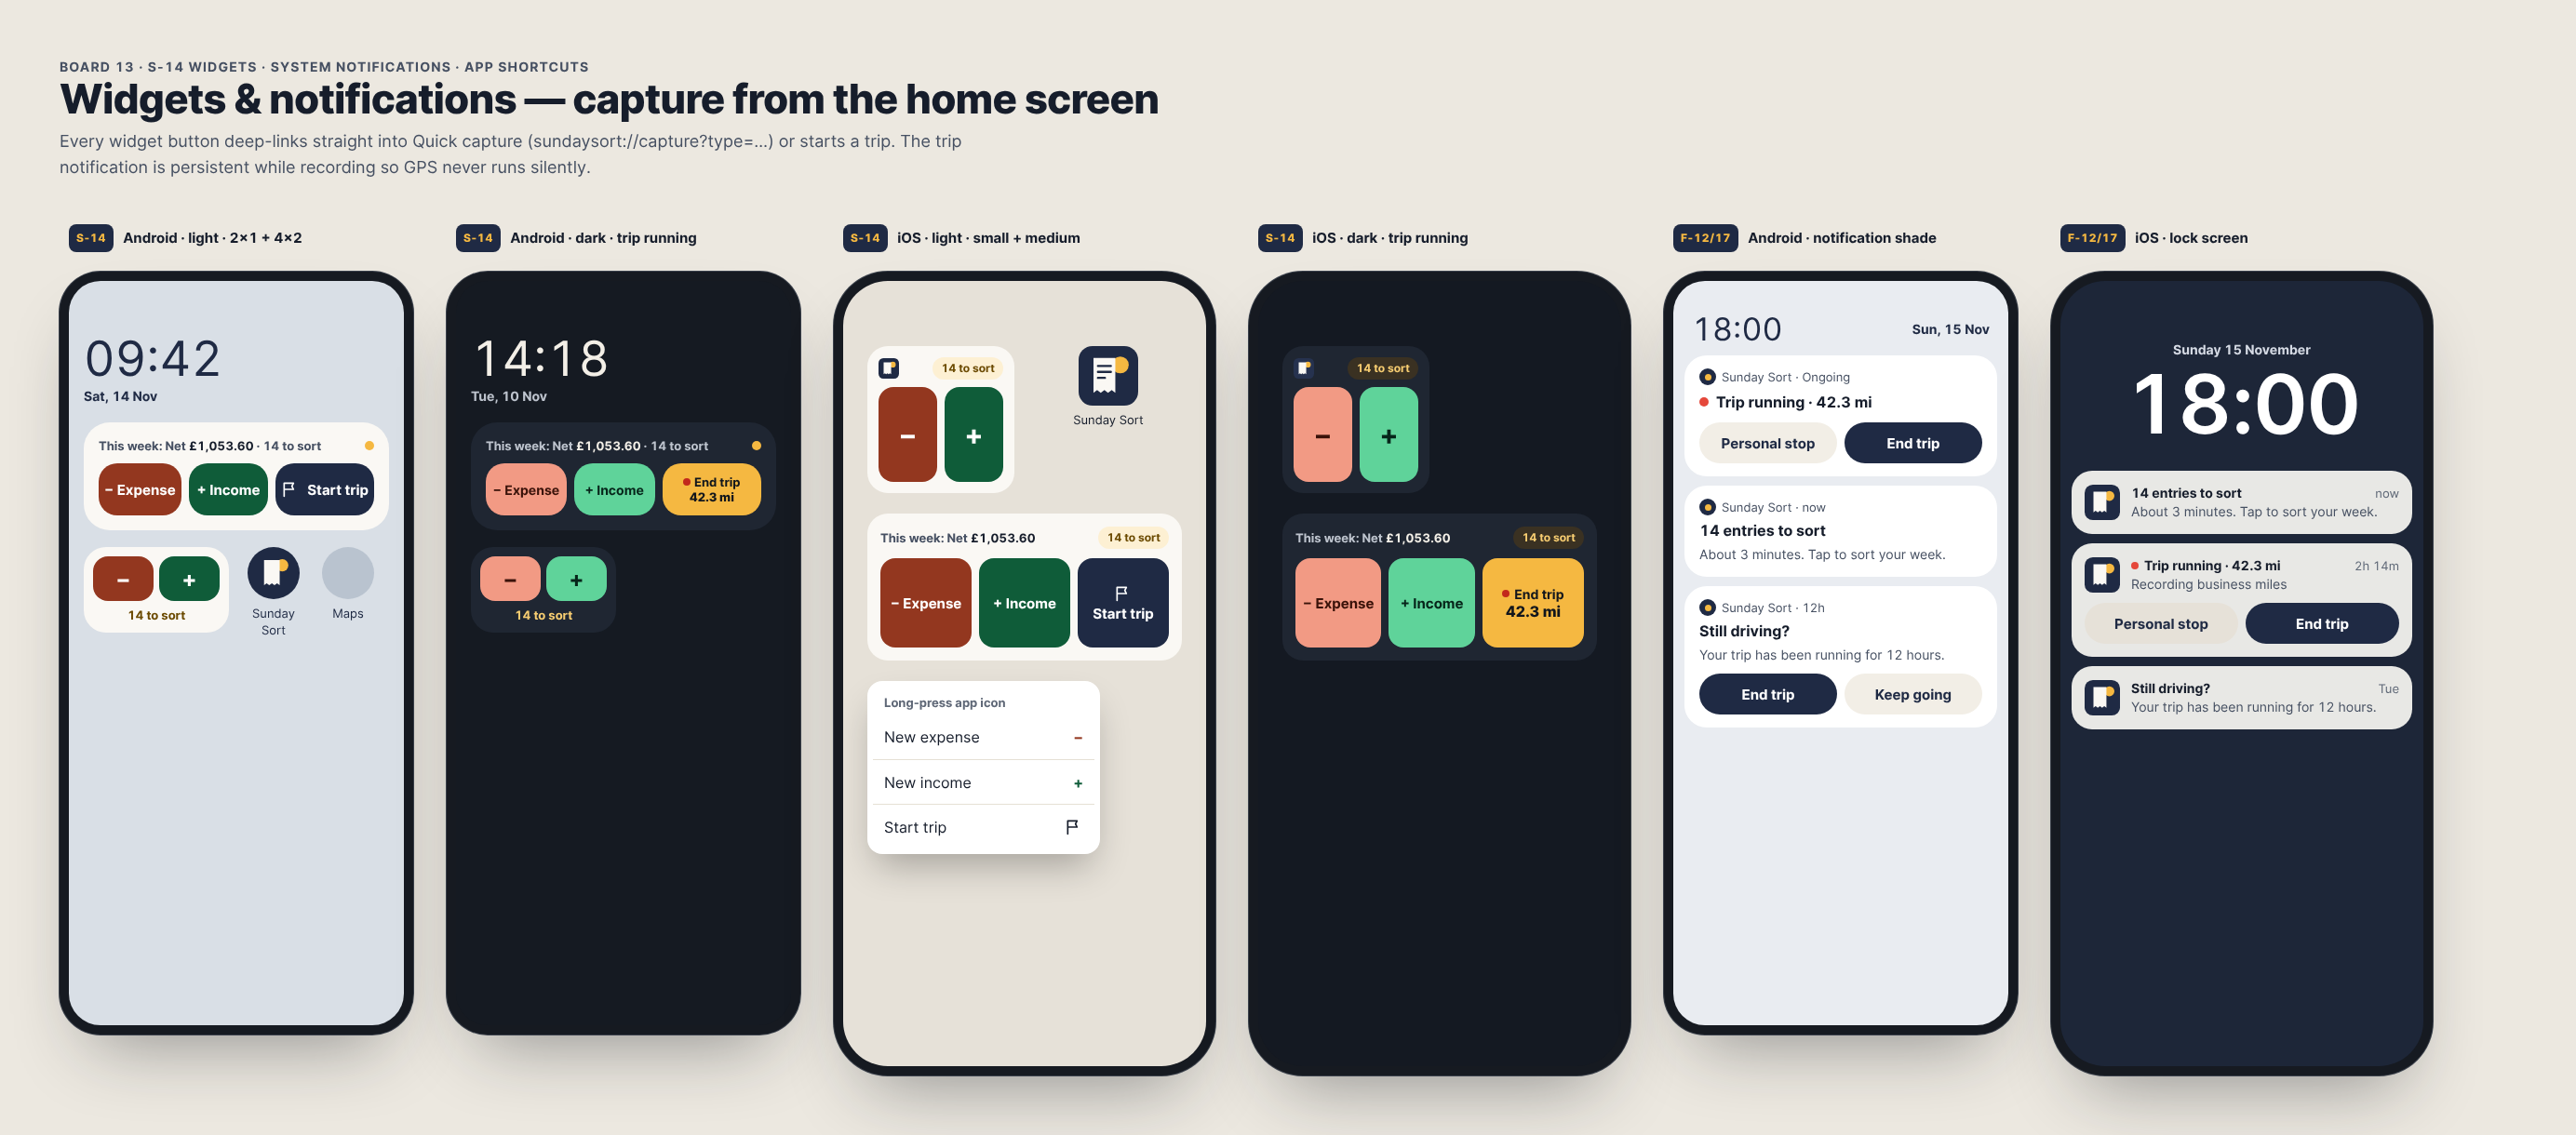 BOARD 13 · S-14 WIDGETS · SYSTEM NOTIFICATIONS · APP SHORTCUTS
Widgets & notifications — capture from the home screen
Every widget button deep-links straight into Quick capture (sundaysort://capture?type=...) or starts a trip. The trip
notification is persistent while recording so GPS never runs silently.
S-14 Android · light · 2×1 + 4×2
09:42
Sat, 14 Nov
This week: Net £1,053.60 · 14 to sort
− Expense + Income Start trip
− +
14 to sort
Sunday
Sort
Maps
S-14 Android · dark · trip running
14:18
Tue, 10 Nov
This week: Net £1,053.60 · 14 to sort
− Expense + Income End trip
42.3 mi
− +
14 to sort
S-14 iOS · light · small + medium
14 to sort
− +
Sunday Sort
This week: Net £1,053.60 14 to sort
− Expense + Income Start trip
Long-press app icon
New expense −
New income +
Start trip
S-14 iOS · dark · trip running
14 to sort
− +
This week: Net £1,053.60 14 to sort
− Expense + Income End trip
42.3 mi
F-12/17 Android · notification shade
18:00 Sun, 15 Nov
Sunday Sort · Ongoing
Trip running · 42.3 mi
Personal stop End trip
Sunday Sort · now
14 entries to sort
About 3 minutes. Tap to sort your week.
Sunday Sort · 12h
Still driving?
Your trip has been running for 12 hours.
End trip Keep going
F-12/17 iOS · lock screen
Sunday 15 November
18:00
14 entries to sort now
About 3 minutes. Tap to sort your week.
Trip running · 42.3 mi 2h 14m
Recording business miles
Personal stop End trip
Still driving? Tue
Your trip has been running for 12 hours.